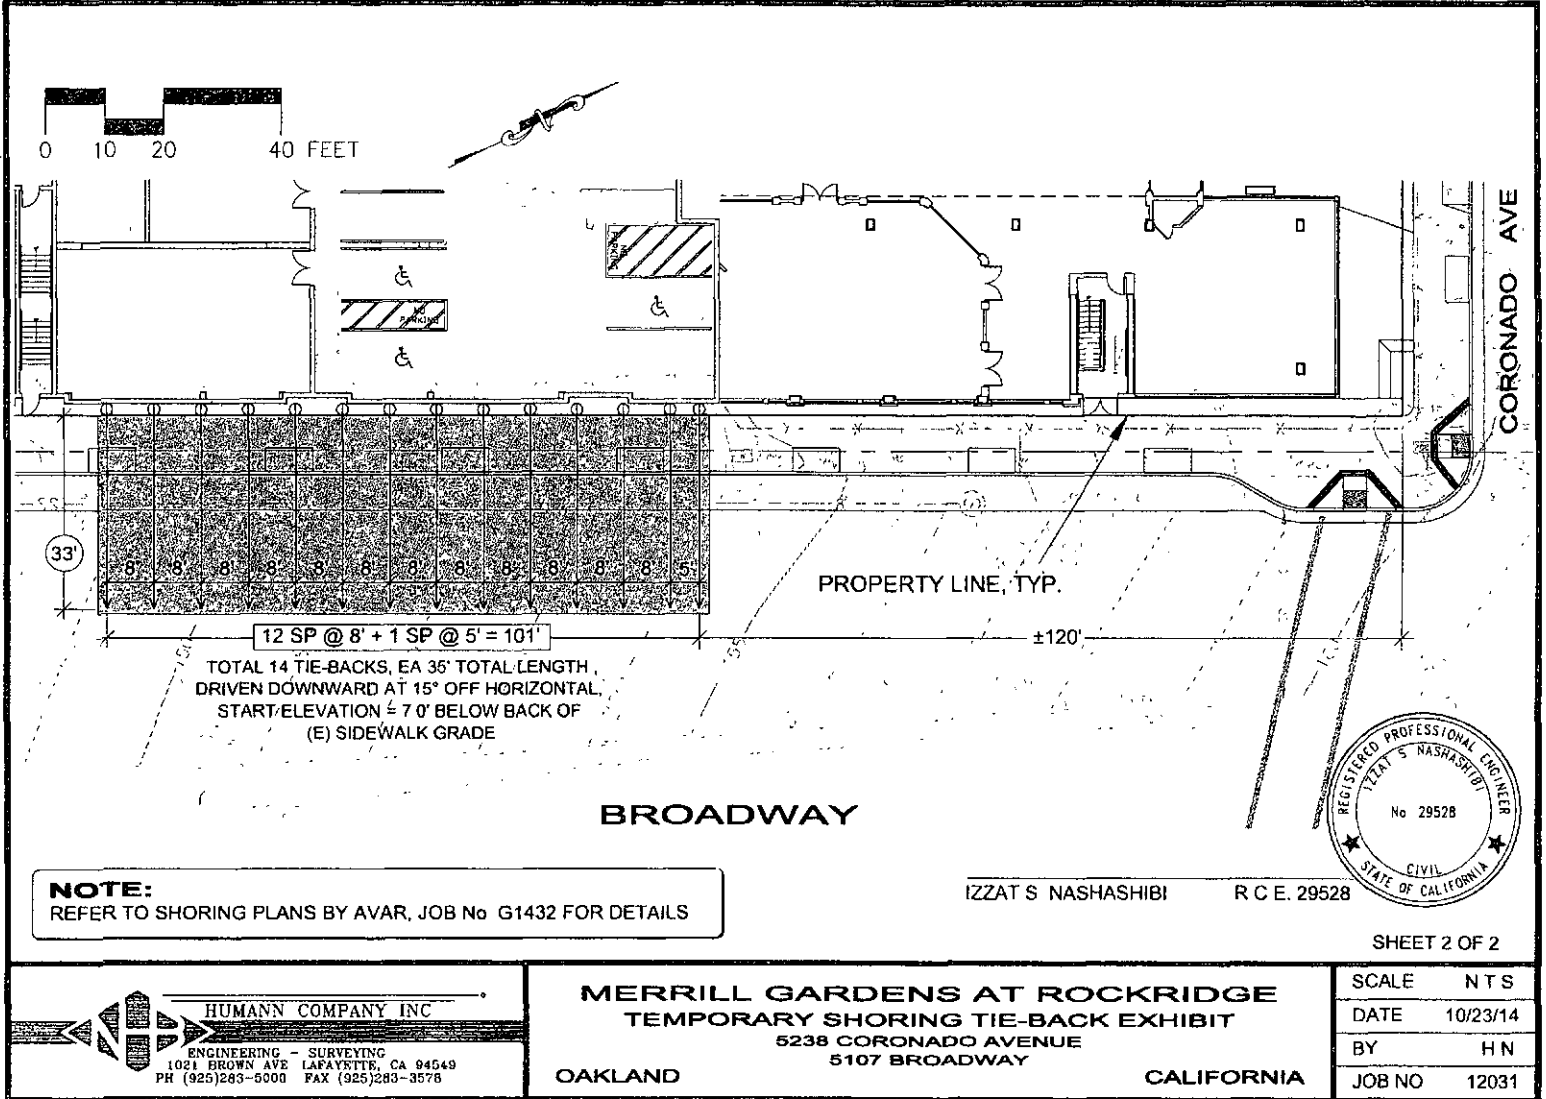 0 10 20 40 FEET
NO PARKING
NO PARKING
CORONADO AVE
33'
8' 8' 8' 8' 8' 8' 8' 8' 8' 8' 8' 8' 5'
PROPERTY LINE, TYP.
12 SP @ 8' + 1 SP @ 5' = 101'
±120'
TOTAL 14 TIE-BACKS, EA 35' TOTAL LENGTH,
DRIVEN DOWNWARD AT 15° OFF HORIZONTAL,
START ELEVATION = 7 0' BELOW BACK OF
(E) SIDEWALK GRADE
BROADWAY
REGISTERED PROFESSIONAL ENGINEER
IZZAT S NASHASHIBI
No 29528
CIVIL
STATE OF CALIFORNIA
NOTE:
REFER TO SHORING PLANS BY AVAR, JOB No G1432 FOR DETAILS
IZZAT S NASHASHIBI R C E. 29528
SHEET 2 OF 2
HUMANN COMPANY INC
ENGINEERING - SURVEYING
1021 BROWN AVE LAFAYETTE, CA 94549
PH (925)283-5000 FAX (925)283-3578
MERRILL GARDENS AT ROCKRIDGE
TEMPORARY SHORING TIE-BACK EXHIBIT
5238 CORONADO AVENUE
5107 BROADWAY
OAKLAND CALIFORNIA
SCALE N T S
DATE 10/23/14
BY H N
JOB NO 12031